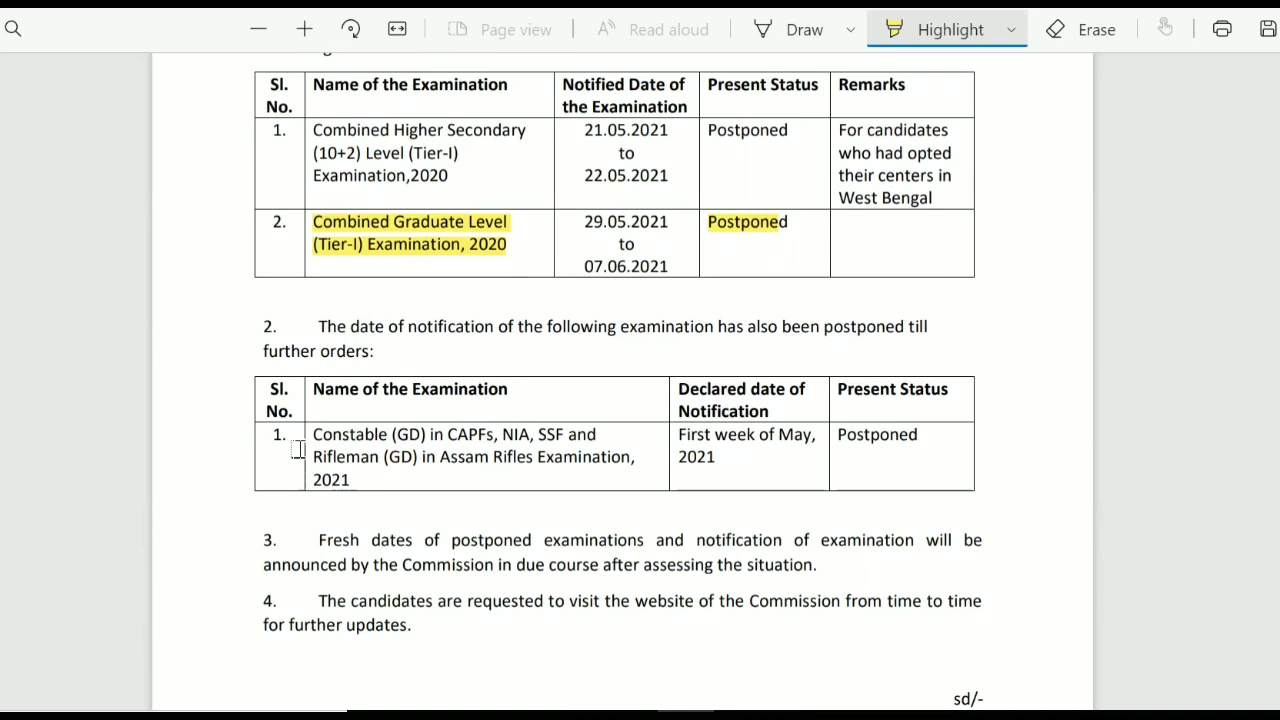 Page view
Read aloud
Draw
Highlight
Erase
Sl. Name of the Examination Notified Date of Present Status Remarks
No. the Examination
1. Combined Higher Secondary 21.05.2021 Postponed For candidates
(10+2) Level (Tier-I) to who had opted
Examination,2020 22.05.2021 their centers in
West Bengal
2. Combined Graduate Level 29.05.2021 Postponed
(Tier-I) Examination, 2020 to
07.06.2021
2. The date of notification of the following examination has also been postponed till
further orders:
Sl. Name of the Examination Declared date of Present Status
No. Notification
1. Constable (GD) in CAPFs, NIA, SSF and First week of May, Postponed
Rifleman (GD) in Assam Rifles Examination, 2021
2021
3. Fresh dates of postponed examinations and notification of examination will be
announced by the Commission in due course after assessing the situation.
4. The candidates are requested to visit the website of the Commission from time to time
for further updates.
sd/-